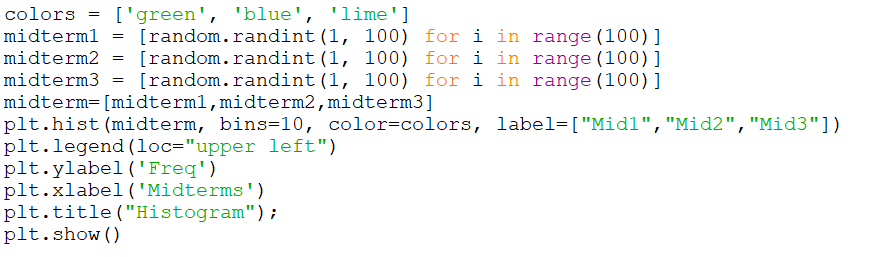 colors = ['green', 'blue', 'lime']
midterm1 = [random.randint(1, 100) for i in range(100)]
midterm2 = [random.randint(1, 100) for i in range(100)]
midterm3 = [random.randint(1, 100) for i in range(100)]
midterm=[midterm1,midterm2,midterm3]
plt.hist(midterm, bins=10, color=colors, label=["Mid1","Mid2","Mid3"])
plt.legend(loc="upper left")
plt.ylabel('Freq')
plt.xlabel('Midterms')
plt.title("Histogram");
plt.show()